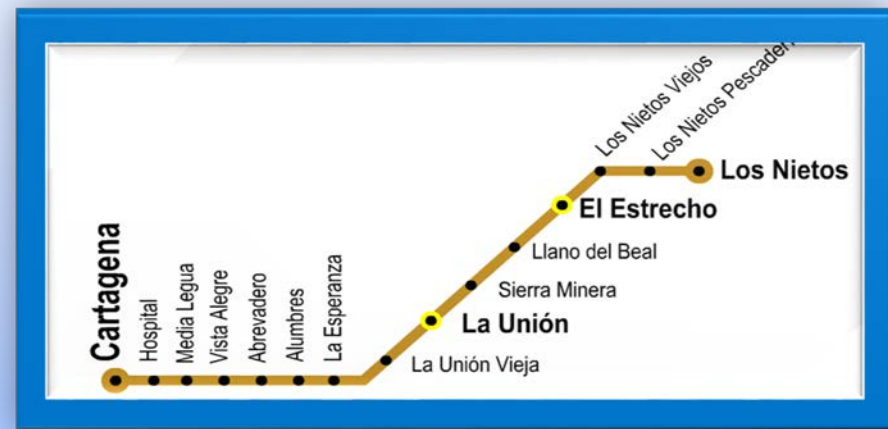 Cartagena
Hospital
Media Legua
Vista Alegre
Abrevadero
Alumbres
La Esperanza
La Unión Vieja
La Unión
Sierra Minera
Llano del Beal
El Estrecho
Los Nietos Viejos
Los Nietos
Los Nietos